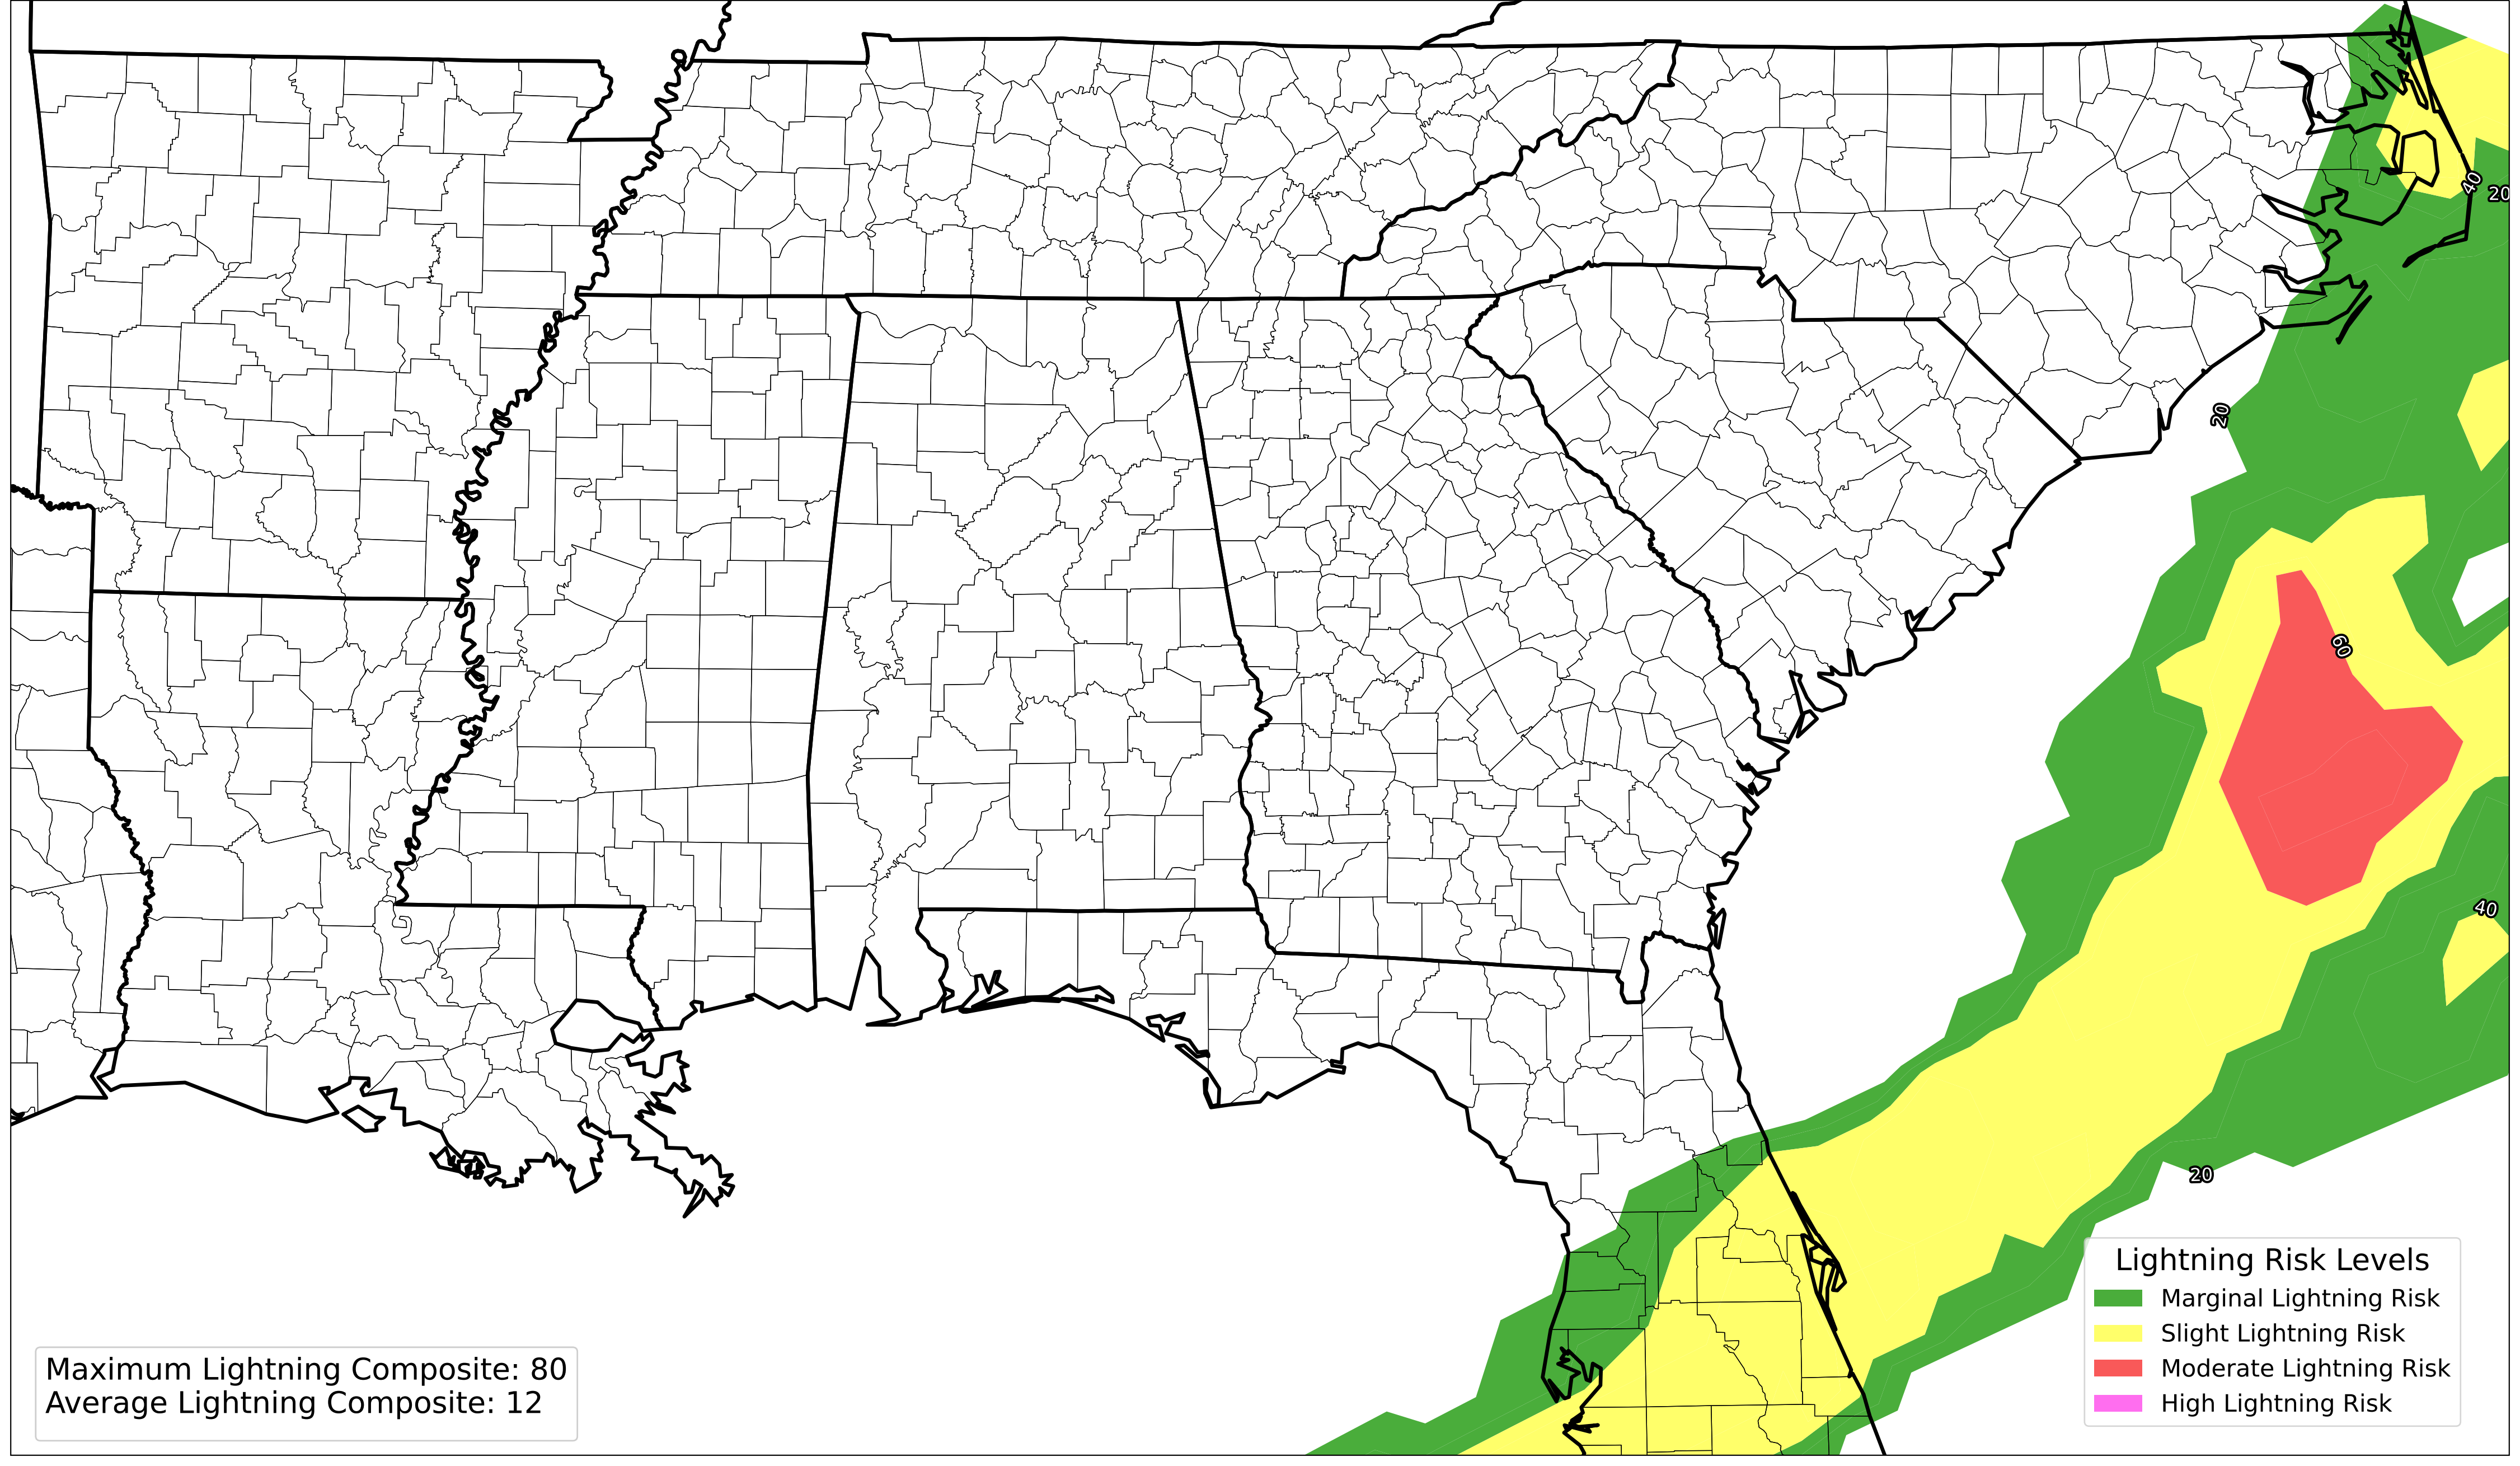 40
20
20
60
40
20
Lightning Risk Levels
Marginal Lightning Risk
Slight Lightning Risk
Moderate Lightning Risk
High Lightning Risk
Maximum Lightning Composite: 80
Average Lightning Composite: 12